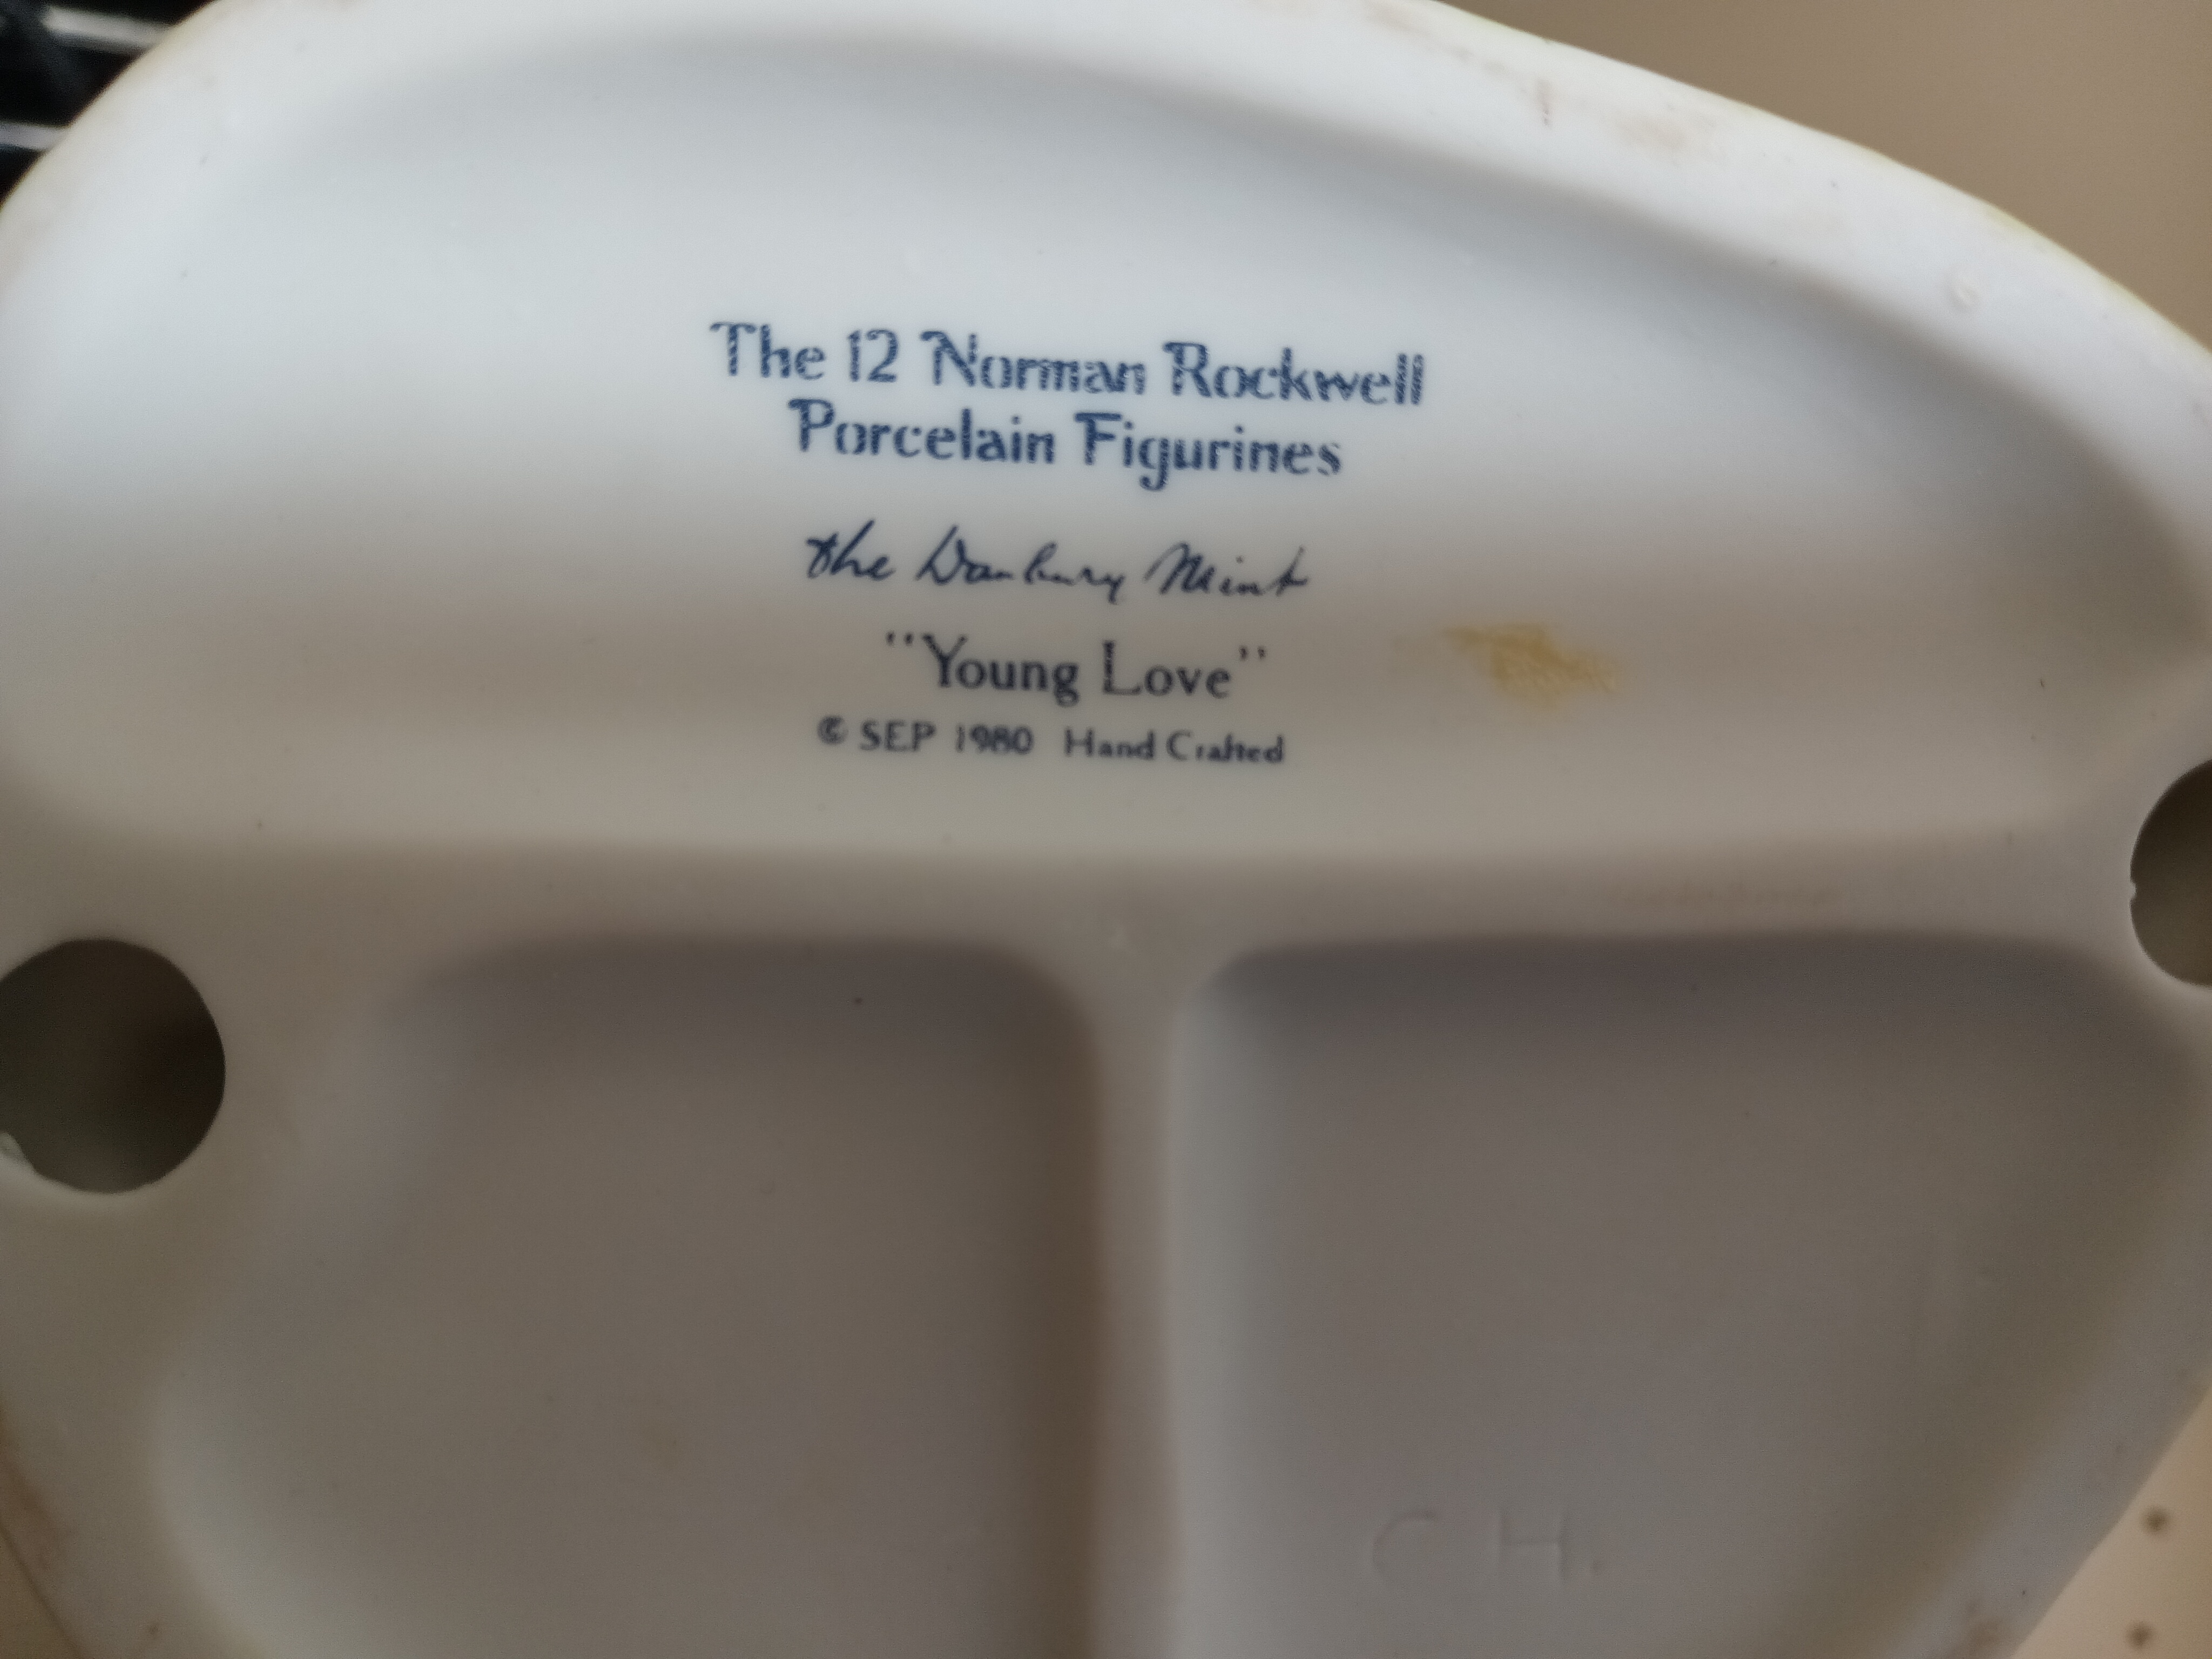 The 12 Norman Rockwell
Porcelain Figurines
the Danbury Mint
"Young Love"
© SEP 1980 Hand Crafted
C H.